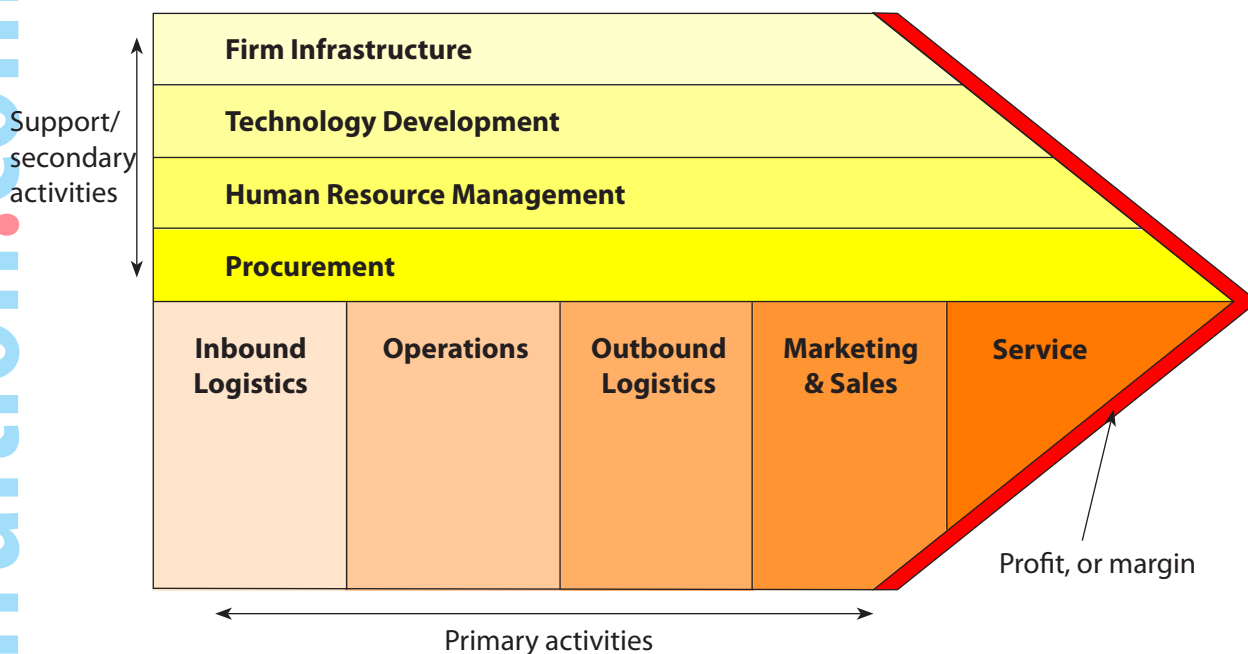 Firm Infrastructure
Support/
secondary
activities
Technology Development
Human Resource Management
Procurement
Inbound
Logistics
Operations
Outbound
Logistics
Marketing
& Sales
Service
Profit, or margin
Primary activities